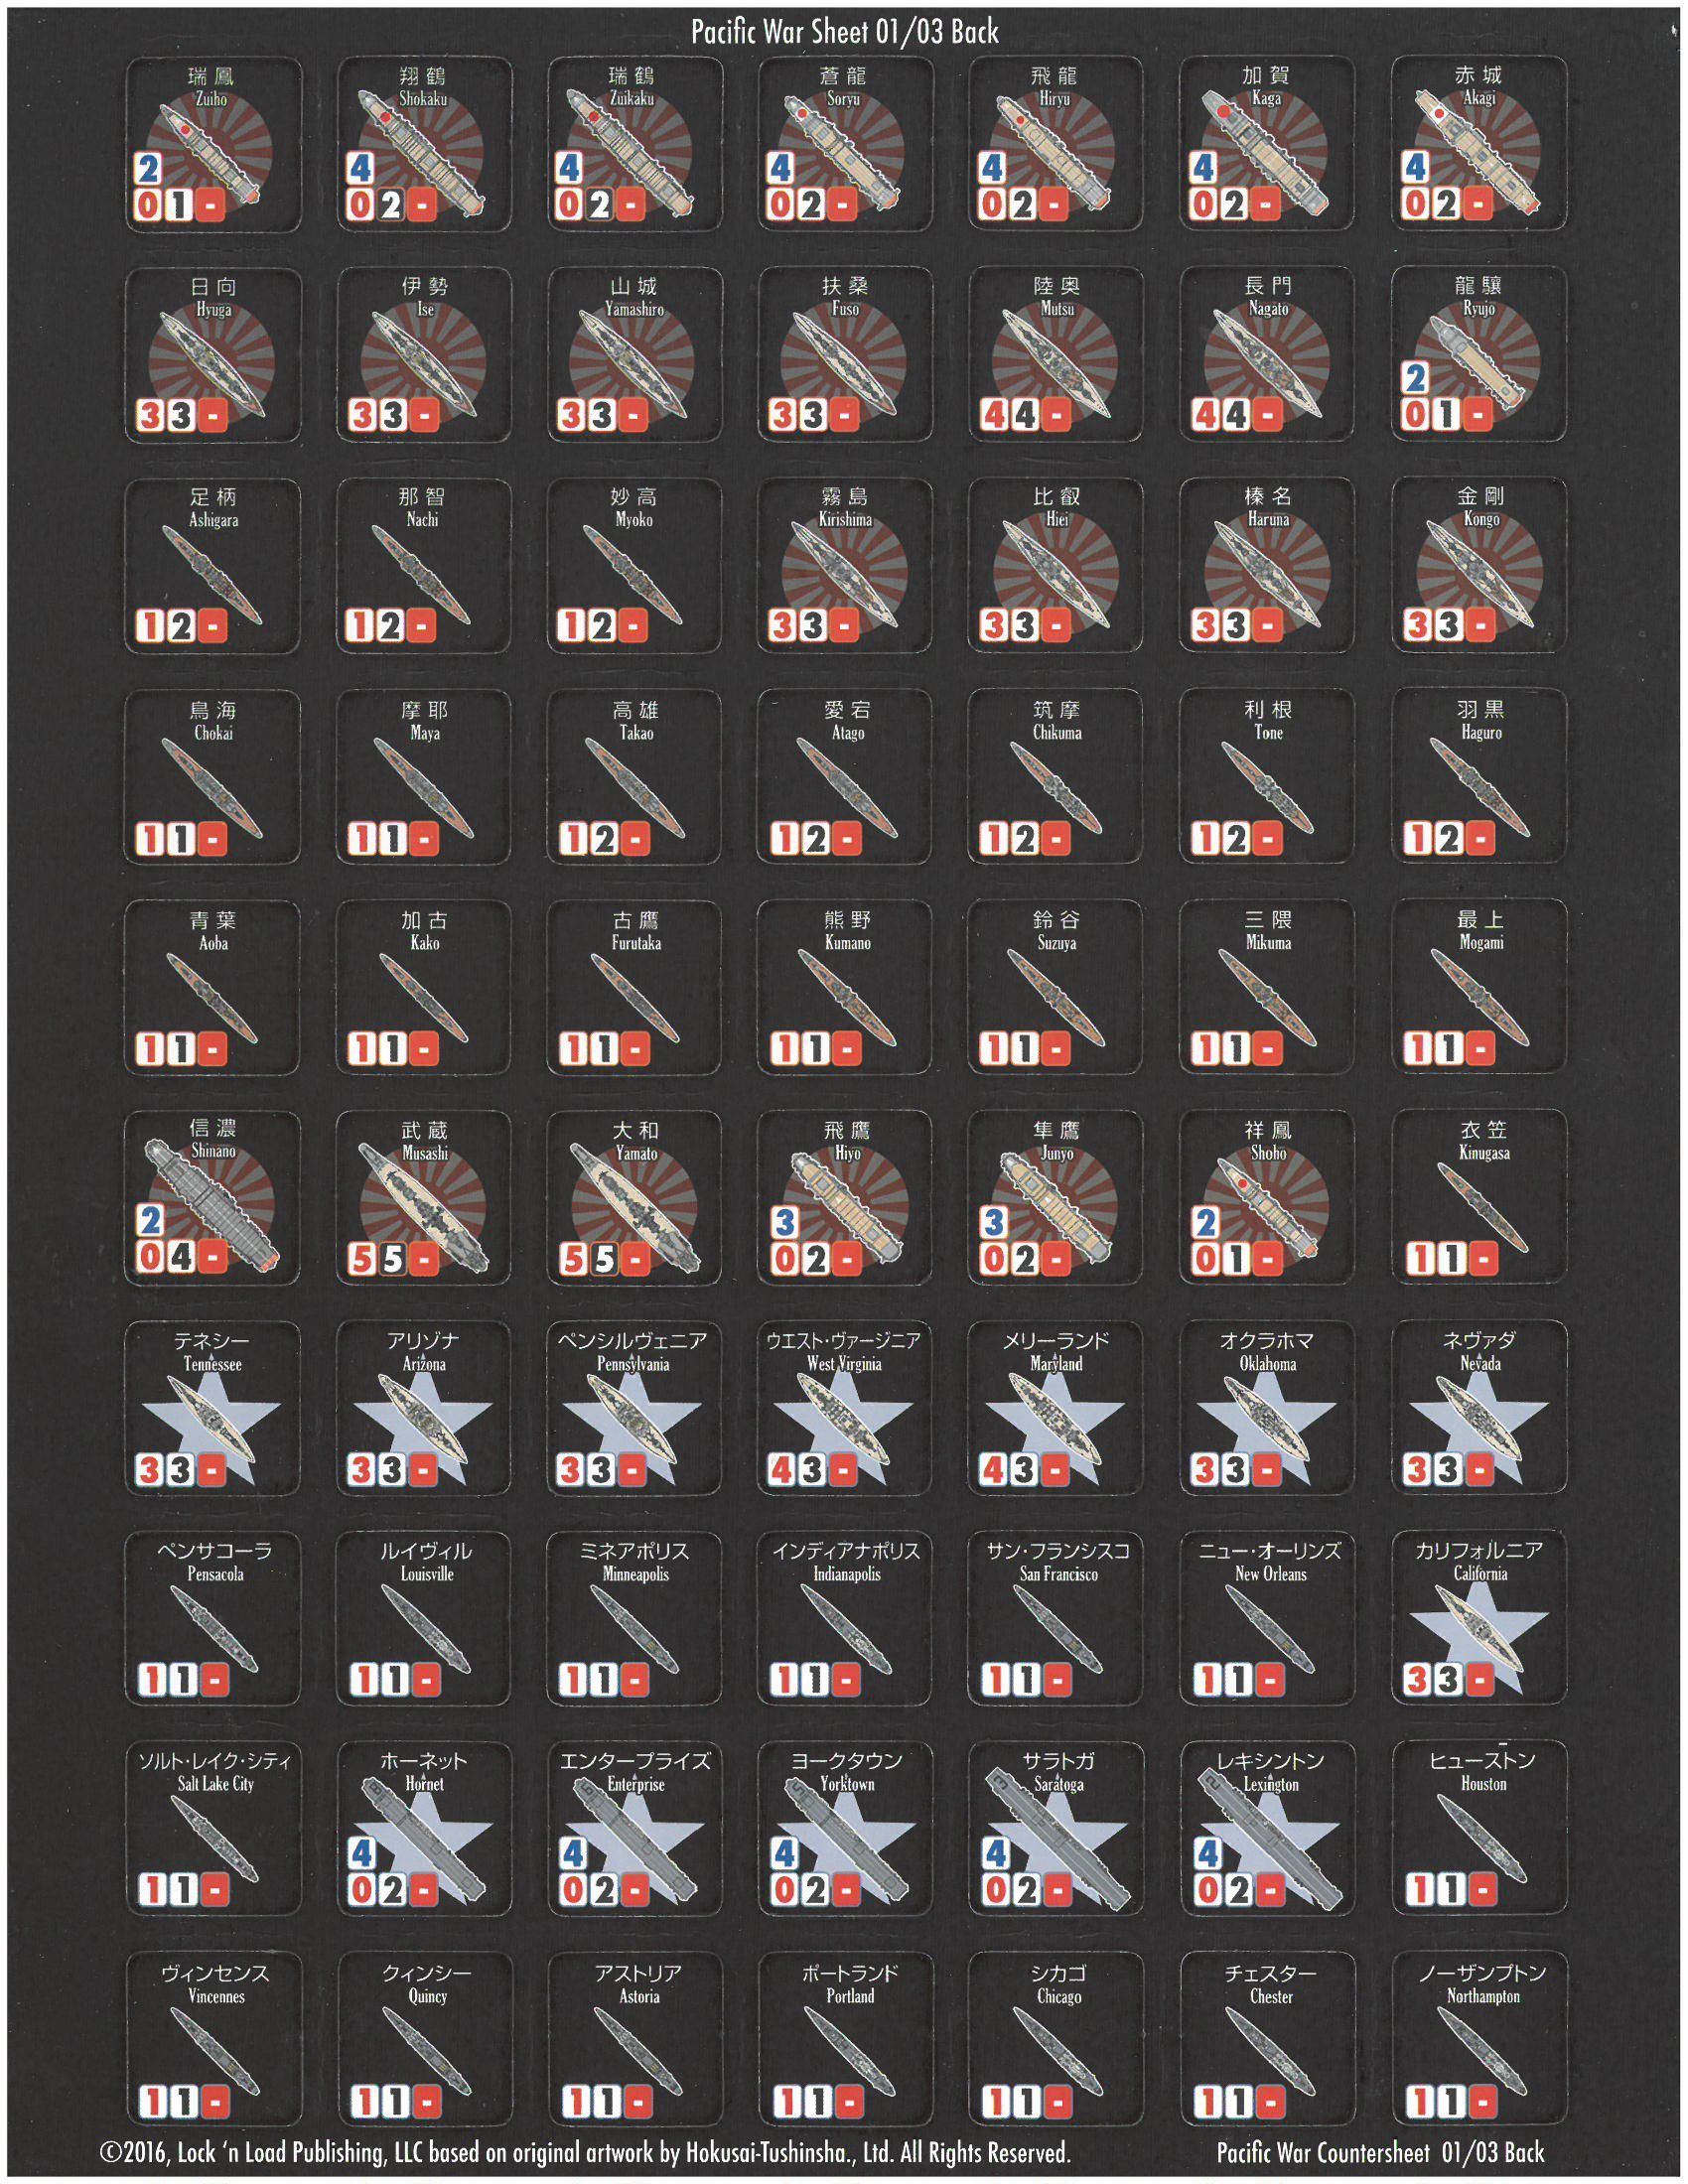 Pacific War Sheet 01/03 Back
瑞鳳
Zuiho
2
0 1 -
翔鶴
Shokaku
4
0 2 -
瑞鶴
Zuikaku
4
0 2 -
蒼龍
Soryu
4
0 2 -
飛龍
Hiryu
4
0 2 -
加賀
Kaga
4
0 2 -
赤城
Akagi
4
0 2 -
日向
Hyuga
3 3 -
伊勢
Ise
3 3 -
山城
Yamashiro
3 3 -
扶桑
Fuso
3 3 -
陸奥
Mutsu
4 4 -
長門
Nagato
4 4 -
龍驤
Ryujo
2
0 1 -
足柄
Ashigara
1 2 -
那智
Nachi
1 2 -
妙高
Myoko
1 2 -
霧島
Kirishima
3 3 -
比叡
Hiei
3 3 -
榛名
Haruna
3 3 -
金剛
Kongo
3 3 -
鳥海
Chokai
1 1 -
摩耶
Maya
1 1 -
高雄
Takao
1 2 -
愛宕
Atago
1 2 -
筑摩
Chikuma
1 2 -
利根
Tone
1 2 -
羽黒
Haguro
1 2 -
青葉
Aoba
1 1 -
加古
Kako
1 1 -
古鷹
Furutaka
1 1 -
熊野
Kumano
1 1 -
鈴谷
Suzuya
1 1 -
三隈
Mikuma
1 1 -
最上
Mogami
1 1 -
信濃
Shinano
2
0 4 -
武蔵
Musashi
5 5 -
大和
Yamato
5 5 -
飛鷹
Hiyo
3
0 2 -
隼鷹
Junyo
3
0 2 -
祥鳳
Shoho
2
0 1 -
衣笠
Kinugasa
1 1 -
テネシー
Tennessee
3 3 -
アリゾナ
Arizona
3 3 -
ペンシルヴェニア
Pennsylvania
3 3 -
ウエスト・ヴァージニア
West Virginia
4 3 -
メリーランド
Maryland
4 3 -
オクラホマ
Oklahoma
3 3 -
ネヴァダ
Nevada
3 3 -
ペンサコーラ
Pensacola
1 1 -
ルイヴィル
Louisville
1 1 -
ミネアポリス
Minneapolis
1 1 -
インディアナポリス
Indianapolis
1 1 -
サン・フランシスコ
San Francisco
1 1 -
ニュー・オーリンズ
New Orleans
1 1 -
カリフォルニア
California
3 3 -
ソルト・レイク・シティ
Salt Lake City
1 1 -
ホーネット
Hornet
4
0 2 -
エンタープライズ
Enterprise
4
0 2 -
ヨークタウン
Yorktown
4
0 2 -
サラトガ
Saratoga
4
0 2 -
レキシントン
Lexington
4
0 2 -
ヒューストン
Houston
1 1 -
ヴィンセンス
Vincennes
1 1 -
クィンシー
Quincy
1 1 -
アストリア
Astoria
1 1 -
ポートランド
Portland
1 1 -
シカゴ
Chicago
1 1 -
チェスター
Chester
1 1 -
ノーザンプトン
Northampton
1 1 -
©2016, Lock 'n Load Publishing, LLC based on original artwork by Hokusai-Tushinsha., Ltd. All Rights Reserved.
Pacific War Countersheet 01/03 Back